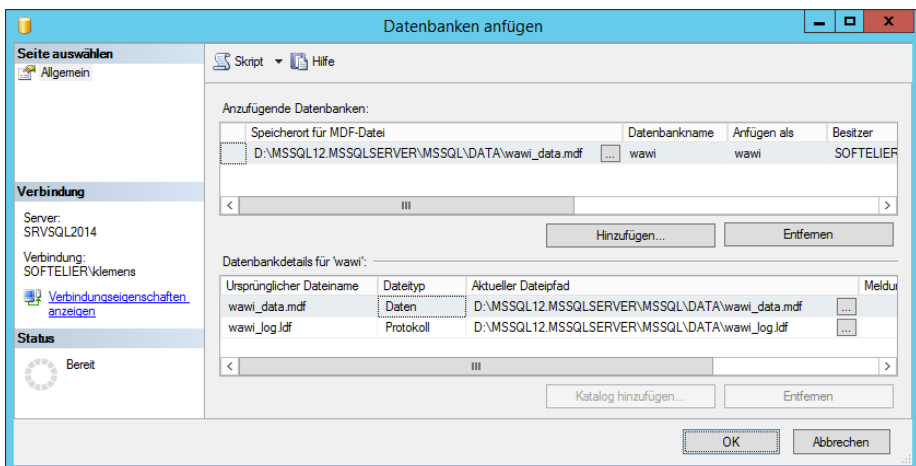 Datenbanken anfügen
Seite auswählen
Allgemein
Skript Hilfe
Anzufügende Datenbanken:
Speicherort für MDF-Datei Datenbankname Anfügen als Besitzer
D:\MSSQL12.MSSQLSERVER\MSSQL\DATA\wawi_data.mdf ... wawi wawi SOFTELIER
Hinzufügen... Entfernen
Verbindung
Server:
SRVSQL2014
Verbindung:
SOFTELIER\klemens
Verbindungseigenschaften
anzeigen
Datenbankdetails für 'wawi':
Ursprünglicher Dateiname Dateityp Aktueller Dateipfad Meldu
wawi_data.mdf Daten D:\MSSQL12.MSSQLSERVER\MSSQL\DATA\wawi_data.mdf ...
wawi_log.ldf Protokoll D:\MSSQL12.MSSQLSERVER\MSSQL\DATA\wawi_log.ldf ...
Status
Bereit
Katalog hinzufügen... Entfernen
OK Abbrechen